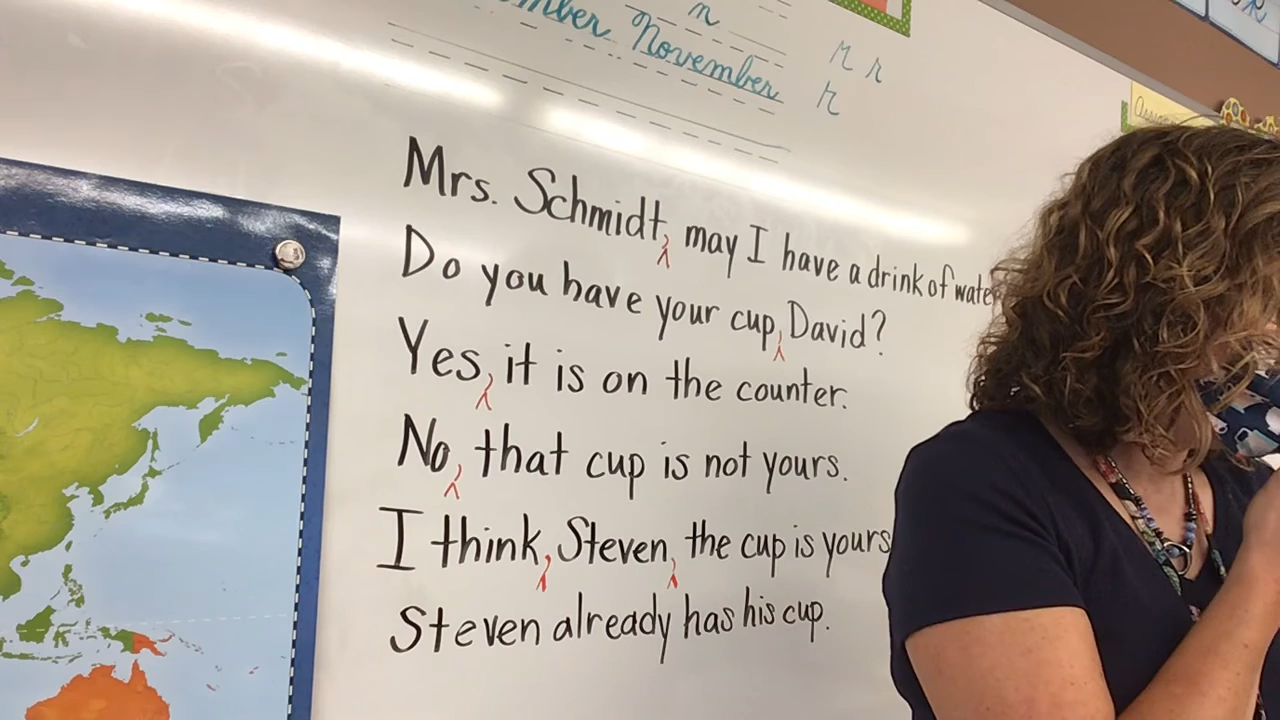 n
November
n r
r
Mrs. Schmidt, may I have a drink of water
Do you have your cup, David?
Yes, it is on the counter.
No, that cup is not yours.
I think, Steven, the cup is yours
Steven already has his cup.